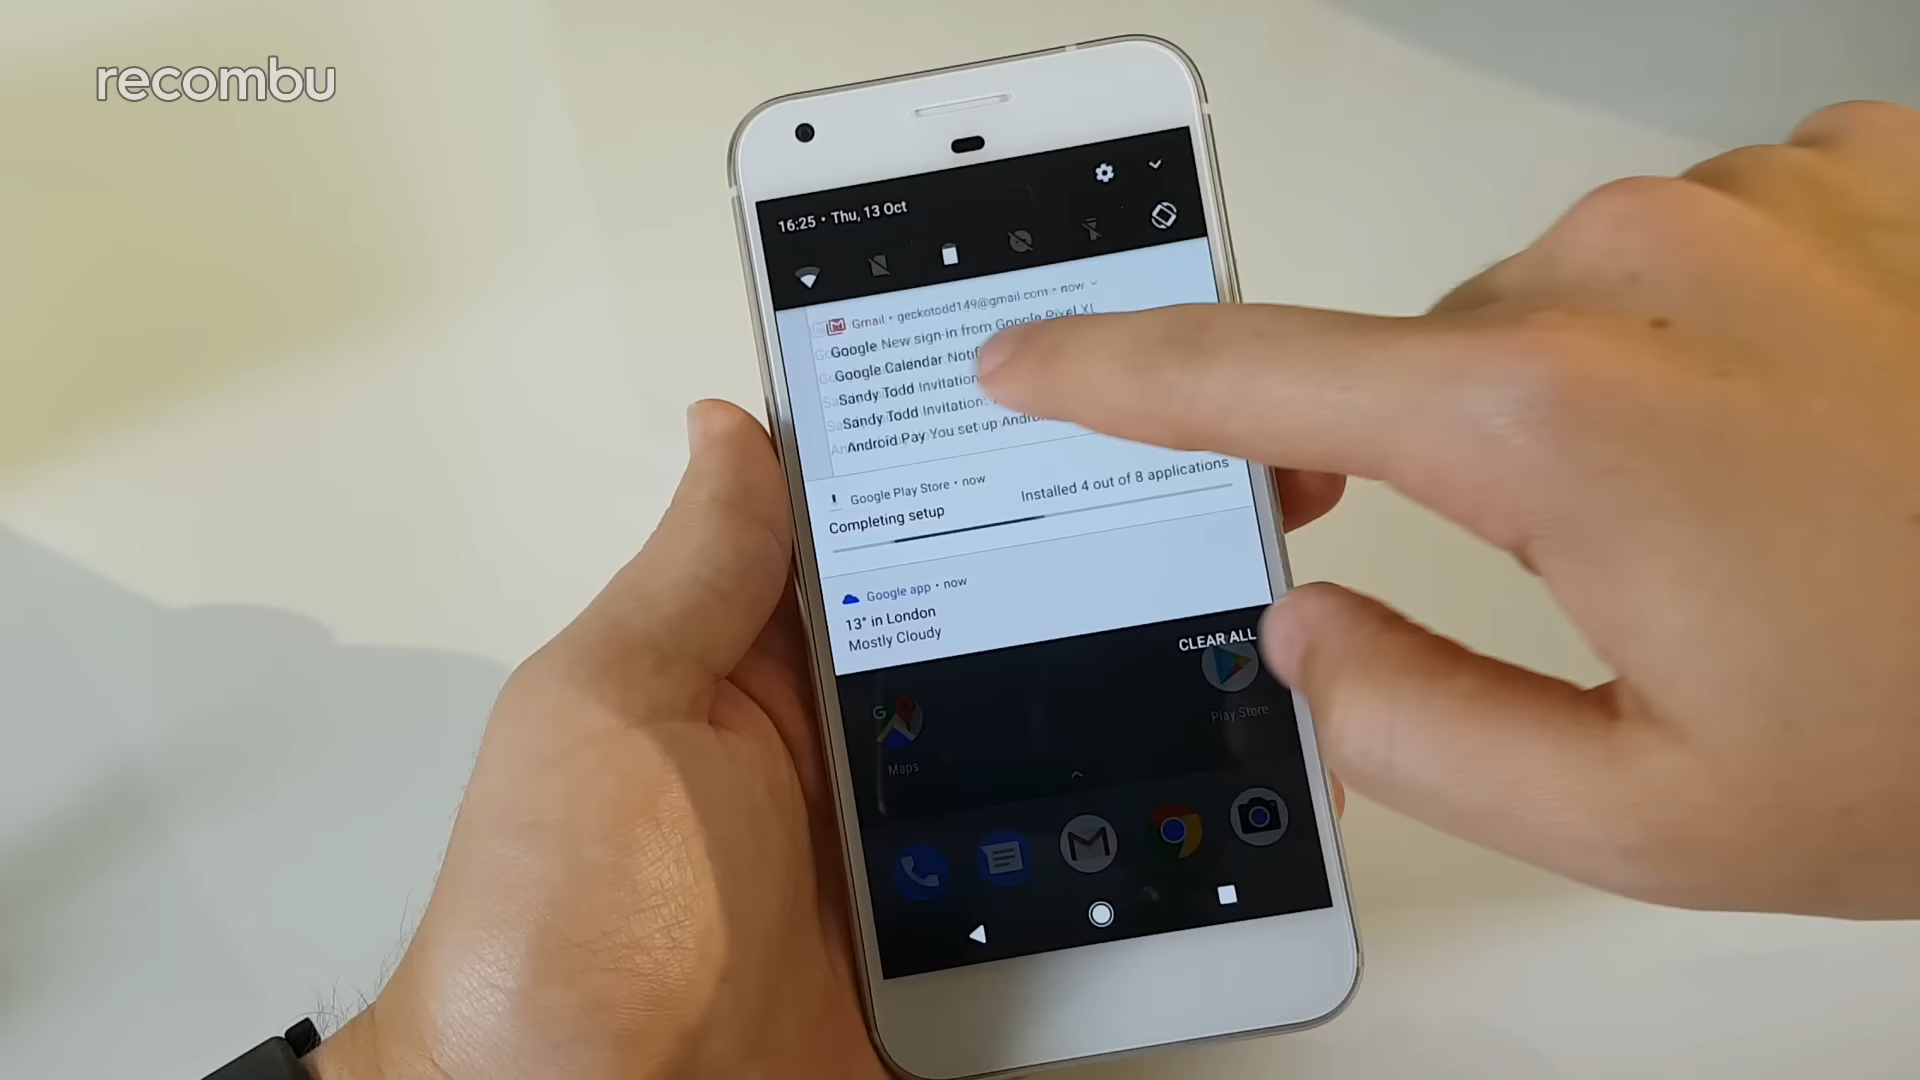 recombu
16:25 • Thu, 13 Oct
Gmail • geckotodd149@gmail.com • now
Google New sign-in from Google Pixel XL
Google Calendar
Sandy Todd Invitation:
Sandy Todd Invitation:
Android Pay You set up
Google Play Store • now
Completing setup
Installed 4 out of 8 applications
Google app • now
13° in London
Mostly Cloudy
CLEAR ALL
Play Store
Maps